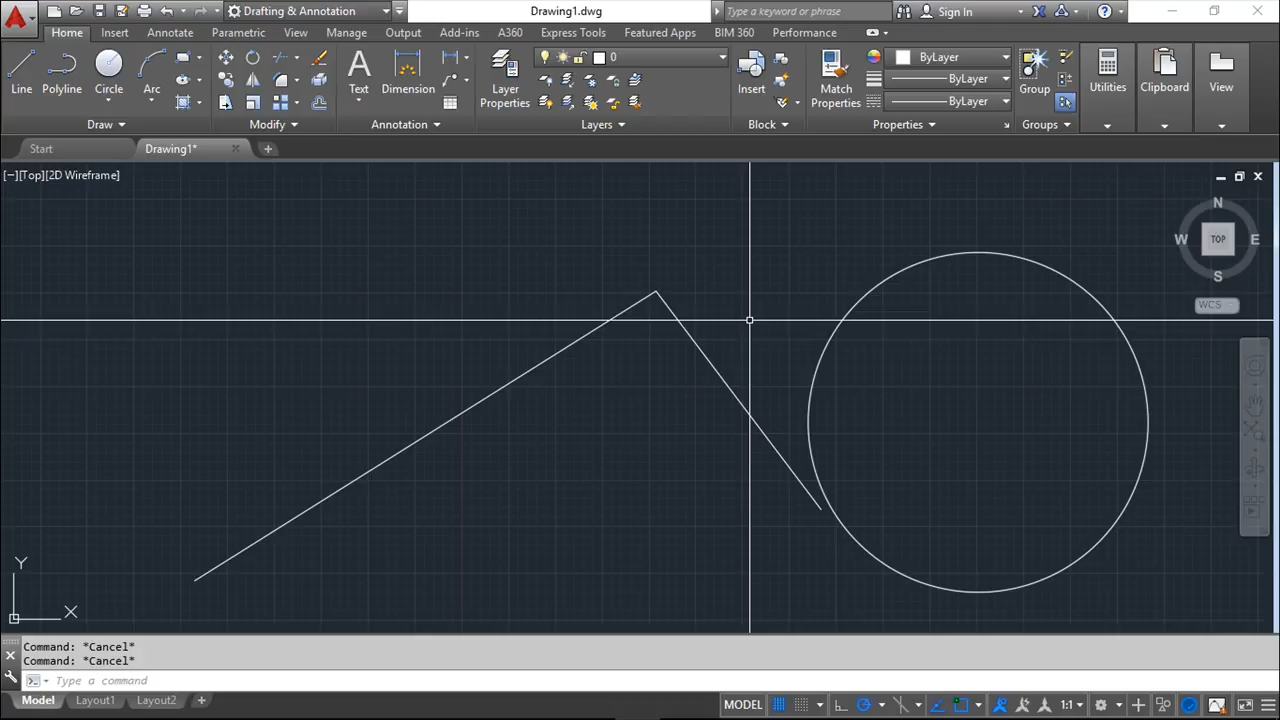 Drafting & Annotation
Drawing1.dwg
Type a keyword or phrase
Sign In
Home Insert Annotate Parametric View Manage Output Add-ins A360 Express Tools Featured Apps BIM 360 Performance
Line Polyline Circle Arc
Text Dimension
Layer Properties
0
Insert
Match Properties
ByLayer
ByLayer
ByLayer
Group
Utilities
Clipboard
View
Draw Modify Annotation Layers Block Properties Groups
Start Drawing1*
[−][Top][2D Wireframe]
N
W TOP E
S
WCS
Y
X
Command: *Cancel*
Command: *Cancel*
Type a command
Model Layout1 Layout2
MODEL 1:1